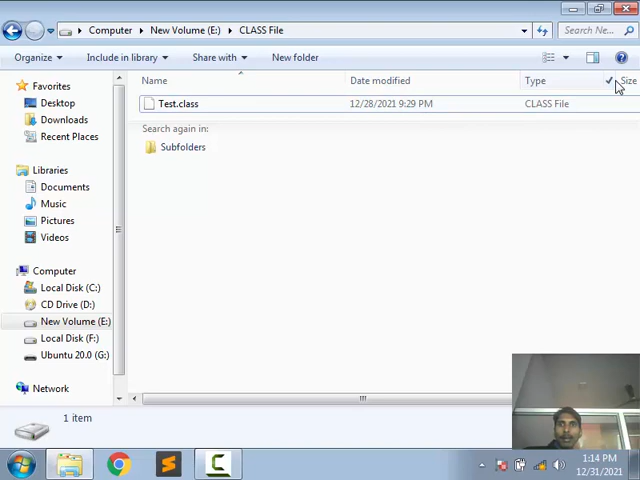 Computer New Volume (E:) CLASS File Search Ne...
Organize Include in library Share with New folder
Name Date modified Type Size
Test.class 12/28/2021 9:29 PM CLASS File
Search again in:
Subfolders
Favorites
Desktop
Downloads
Recent Places
Libraries
Documents
Music
Pictures
Videos
Computer
Local Disk (C:)
CD Drive (D:)
New Volume (E:)
Local Disk (F:)
Ubuntu 20.0 (G:)
Network
1 item
1:14 PM
12/31/2021